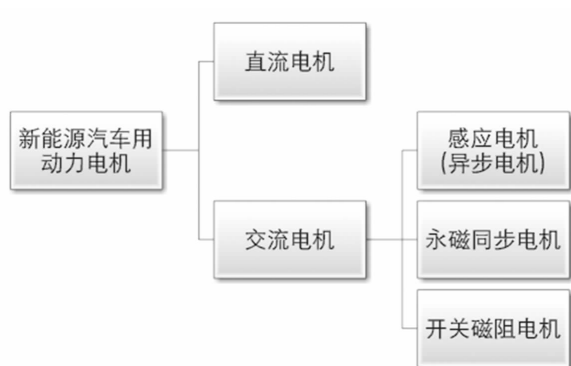 直流电机
新能源汽车用
动力电机
感应电机
(异步电机)
交流电机
永磁同步电机
开关磁阻电机